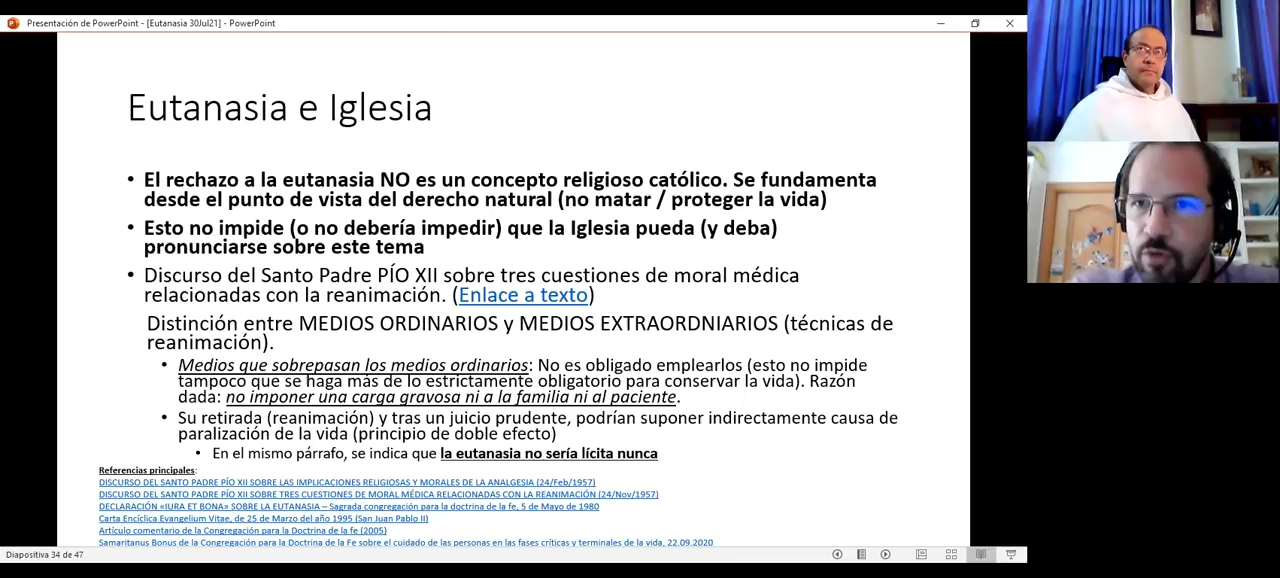 Presentación de PowerPoint - [Eutanasia 30Jul21] - PowerPoint
Eutanasia e Iglesia
• El rechazo a la eutanasia NO es un concepto religioso católico. Se fundamenta
desde el punto de vista del derecho natural (no matar / proteger la vida)
• Esto no impide (o no debería impedir) que la Iglesia pueda (y deba)
pronunciarse sobre este tema
• Discurso del Santo Padre PÍO XII sobre tres cuestiones de moral médica
relacionadas con la reanimación. (Enlace a texto)
Distinción entre MEDIOS ORDINARIOS y MEDIOS EXTRAORDNIARIOS (técnicas de
reanimación).
• Medios que sobrepasan los medios ordinarios: No es obligado emplearlos (esto no impide
tampoco que se haga más de lo estrictamente obligatorio para conservar la vida). Razón
dada: no imponer una carga gravosa ni a la familia ni al paciente.
• Su retirada (reanimación) y tras un juicio prudente, podrían suponer indirectamente causa de
paralización de la vida (principio de doble efecto)
• En el mismo párrafo, se indica que la eutanasia no sería lícita nunca
Referencias principales:
DISCURSO DEL SANTO PADRE PÍO XII SOBRE LAS IMPLICACIONES RELIGIOSAS Y MORALES DE LA ANALGESIA (24/Feb/1957)
DISCURSO DEL SANTO PADRE PÍO XII SOBRE TRES CUESTIONES DE MORAL MÉDICA RELACIONADAS CON LA REANIMACIÓN (24/Nov/1957)
DECLARACIÓN «IURA ET BONA» SOBRE LA EUTANASIA – Sagrada congregación para la doctrina de la fe, 5 de Mayo de 1980
Carta Encíclica Evangelium Vitae, de 25 de Marzo del año 1995 (San Juan Pablo II)
Artículo comentario de la Congregación para la Doctrina de la fe (2005)
Samaritanus Bonus de la Congregación para la Doctrina de la Fe sobre el cuidado de las personas en las fases críticas y terminales de la vida, 22.09.2020
Diapositiva 34 de 47